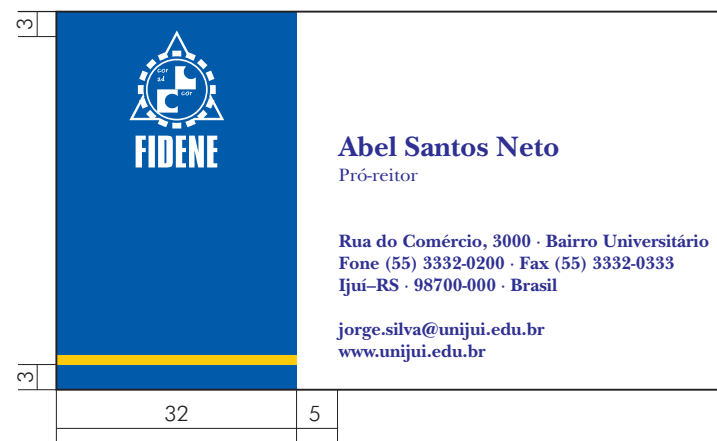 3
cor
ad
cor
FIDENE
Abel Santos Neto
Pró-reitor
Rua do Comércio, 3000 · Bairro Universitário
Fone (55) 3332-0200 · Fax (55) 3332-0333
Ijuí–RS · 98700-000 · Brasil
jorge.silva@unijui.edu.br
www.unijui.edu.br
3
32
5